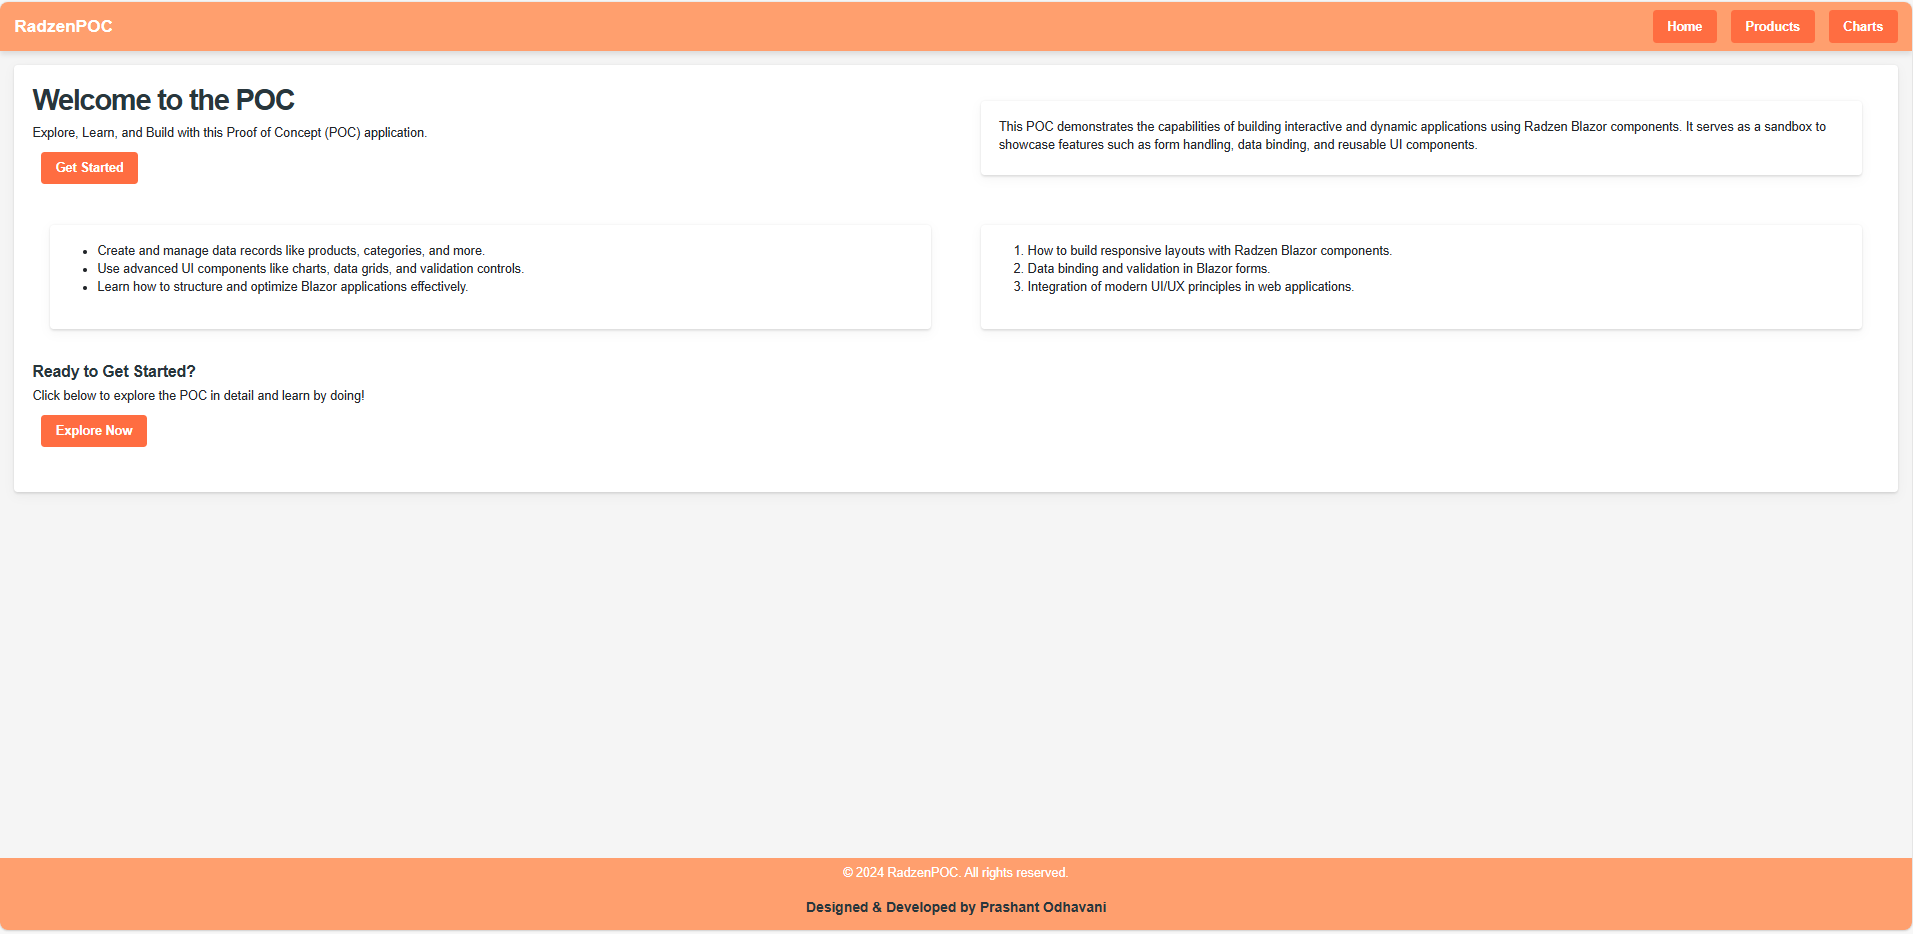 RadzenPOC
Home
Products
Charts
Welcome to the POC
Explore, Learn, and Build with this Proof of Concept (POC) application.
Get Started
This POC demonstrates the capabilities of building interactive and dynamic applications using Radzen Blazor components. It serves as a sandbox to
showcase features such as form handling, data binding, and reusable UI components.
• Create and manage data records like products, categories, and more.
• Use advanced UI components like charts, data grids, and validation controls.
• Learn how to structure and optimize Blazor applications effectively.
1. How to build responsive layouts with Radzen Blazor components.
2. Data binding and validation in Blazor forms.
3. Integration of modern UI/UX principles in web applications.
Ready to Get Started?
Click below to explore the POC in detail and learn by doing!
Explore Now
© 2024 RadzenPOC. All rights reserved.
Designed & Developed by Prashant Odhavani